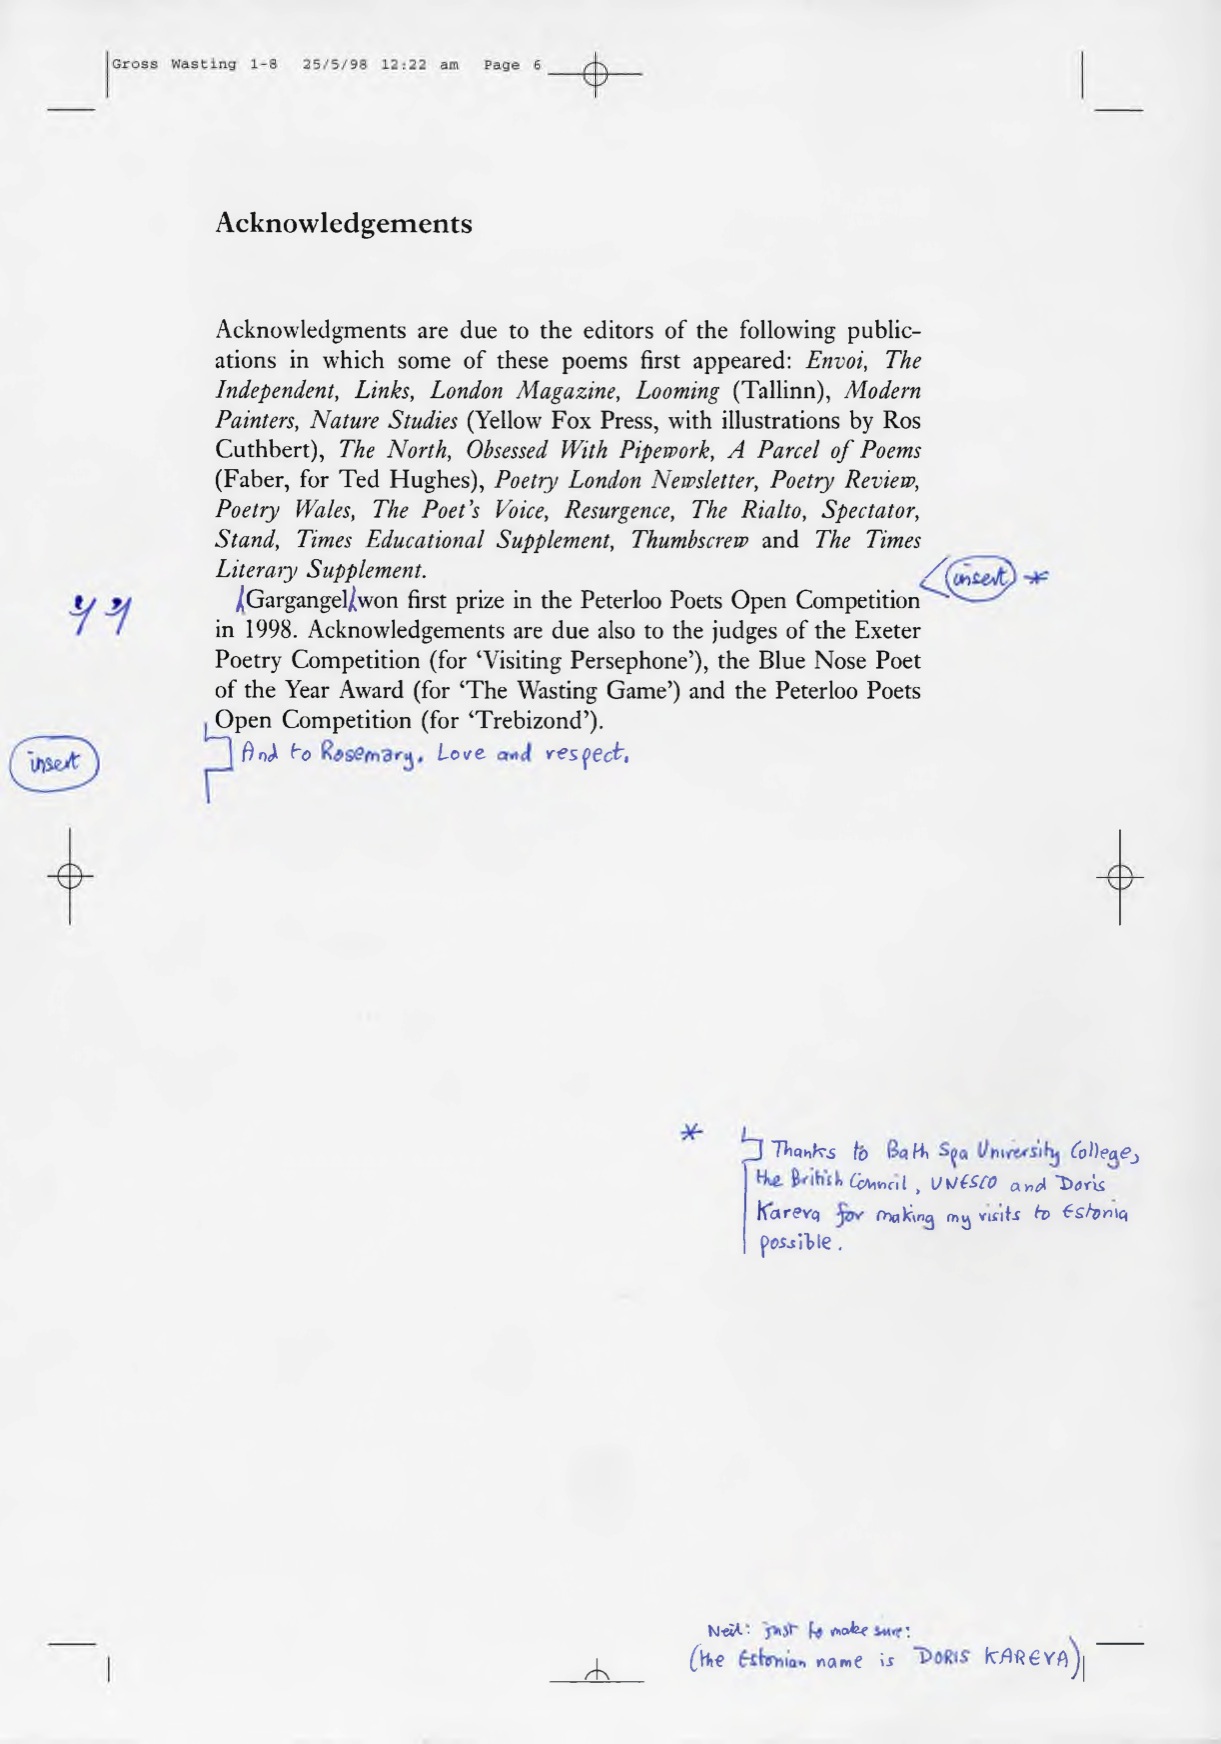 Gross Wasting 1-8 25/5/98 12:22 am Page 6
Acknowledgements
Acknowledgments are due to the editors of the following public-
ations in which some of these poems first appeared: Envoi, The
Independent, Links, London Magazine, Looming (Tallinn), Modern
Painters, Nature Studies (Yellow Fox Press, with illustrations by Ros
Cuthbert), The North, Obsessed With Pipework, A Parcel of Poems
(Faber, for Ted Hughes), Poetry London Newsletter, Poetry Review,
Poetry Wales, The Poet's Voice, Resurgence, The Rialto, Spectator,
Stand, Times Educational Supplement, Thumbscrew and The Times
Literary Supplement.
insert *
Gargangel won first prize in the Peterloo Poets Open Competition
in 1998. Acknowledgements are due also to the judges of the Exeter
Poetry Competition (for ‘Visiting Persephone’), the Blue Nose Poet
of the Year Award (for ‘The Wasting Game’) and the Peterloo Poets
Open Competition (for ‘Trebizond’).
insert
And to Rosemary. Love and respect.
* Thanks to Bath Spa University College,
the British Council, UNESCO and Doris
Kareva for making my visits to Estonia
possible.
Neil: just to make sure:
(the Estonian name is DORIS KAREVA)